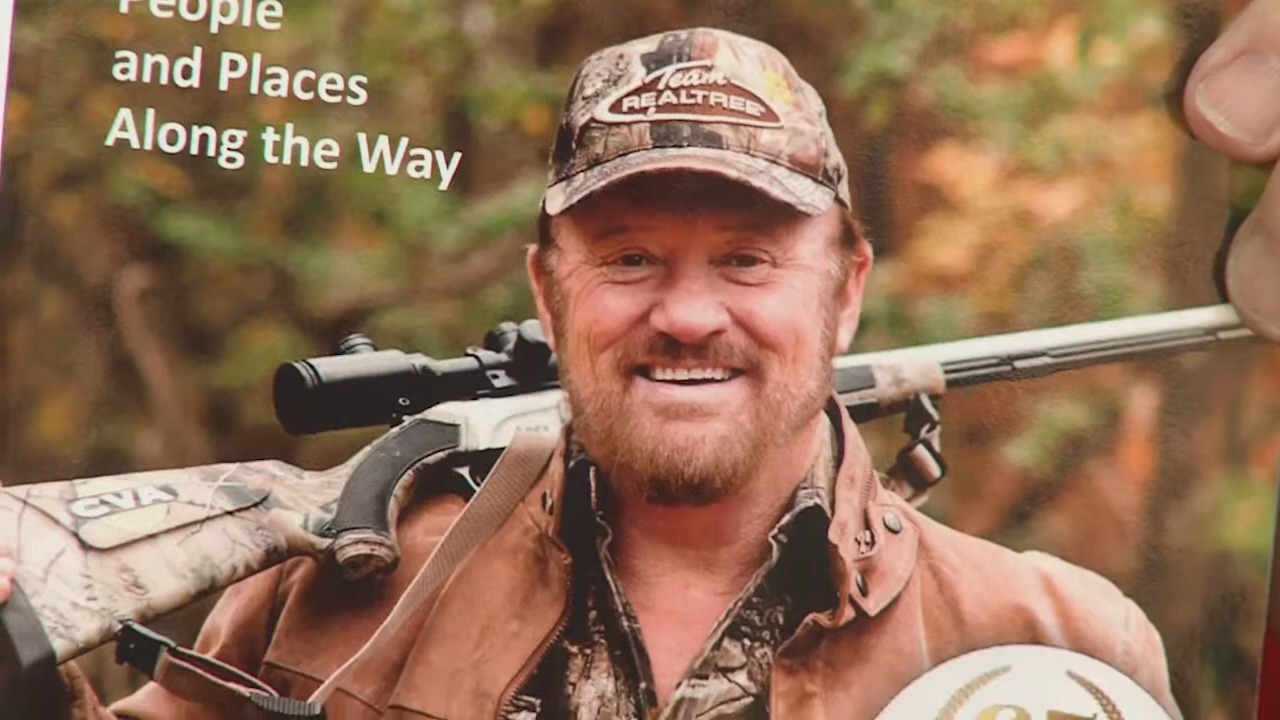 People
and Places
Along the Way
Team
REALTREE
CVA